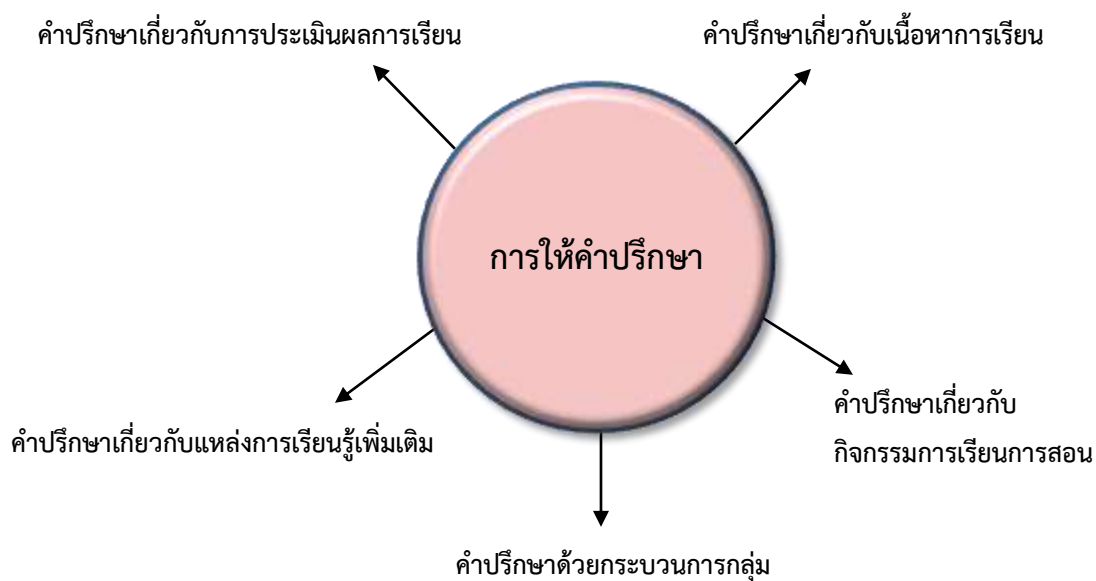 คำปรึกษาเกี่ยวกับการประเมินผลการเรียน
คำปรึกษาเกี่ยวกับเนื้อหาการเรียน
การให้คำปรึกษา
คำปรึกษาเกี่ยวกับ
กิจกรรมการเรียนการสอน
คำปรึกษาเกี่ยวกับแหล่งการเรียนรู้เพิ่มเติม
คำปรึกษาด้วยกระบวนการกลุ่ม